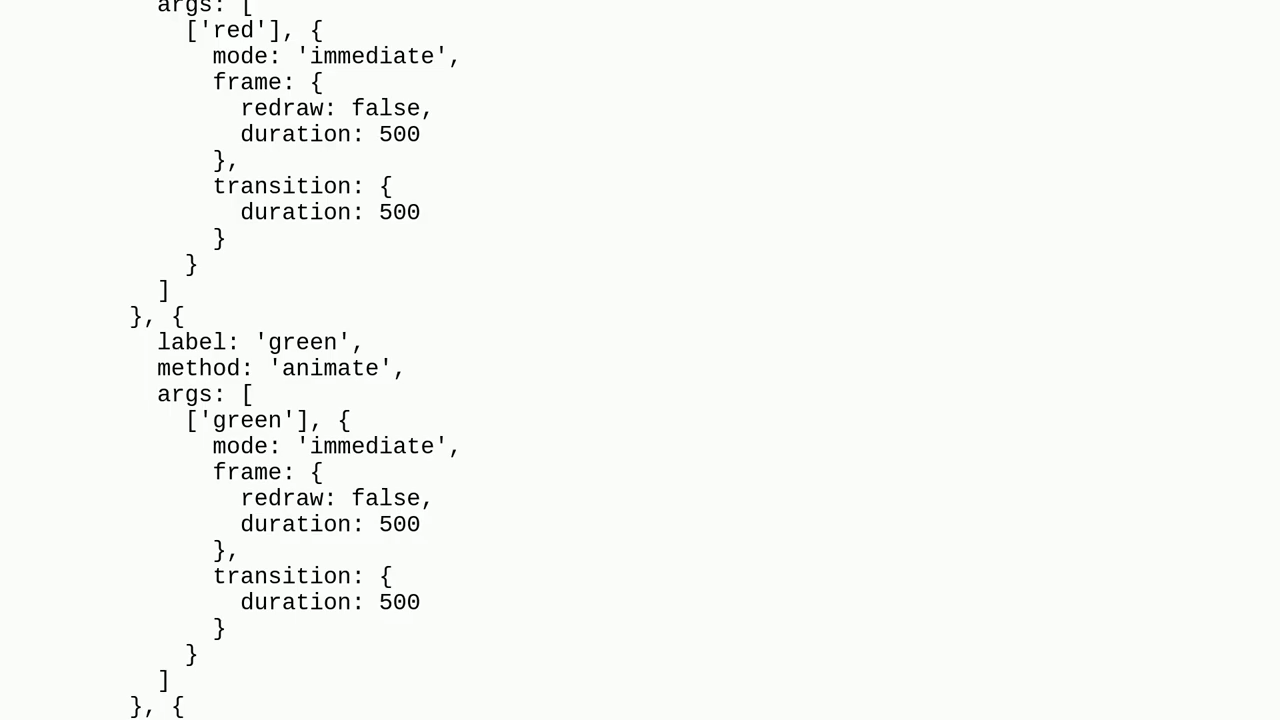 args: [
['red'], {
mode: 'immediate',
frame: {
redraw: false,
duration: 500
},
transition: {
duration: 500
}
}
]
}, {
label: 'green',
method: 'animate',
args: [
['green'], {
mode: 'immediate',
frame: {
redraw: false,
duration: 500
},
transition: {
duration: 500
}
}
]
}, {